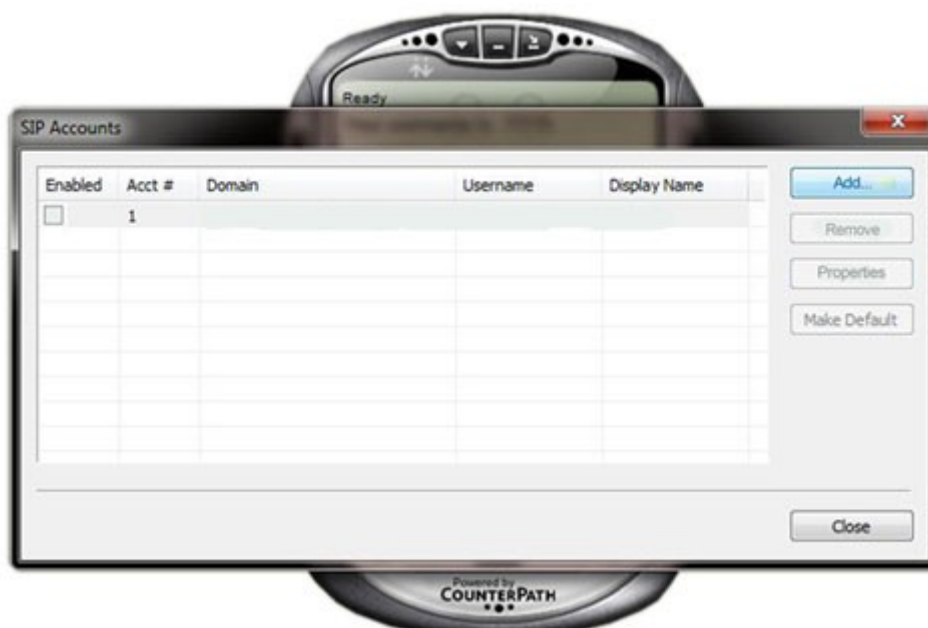 Ready
SIP Accounts
Enabled Acct # Domain Username Display Name
1
Add...
Remove
Properties
Make Default
Close
Powered by
COUNTERPATH